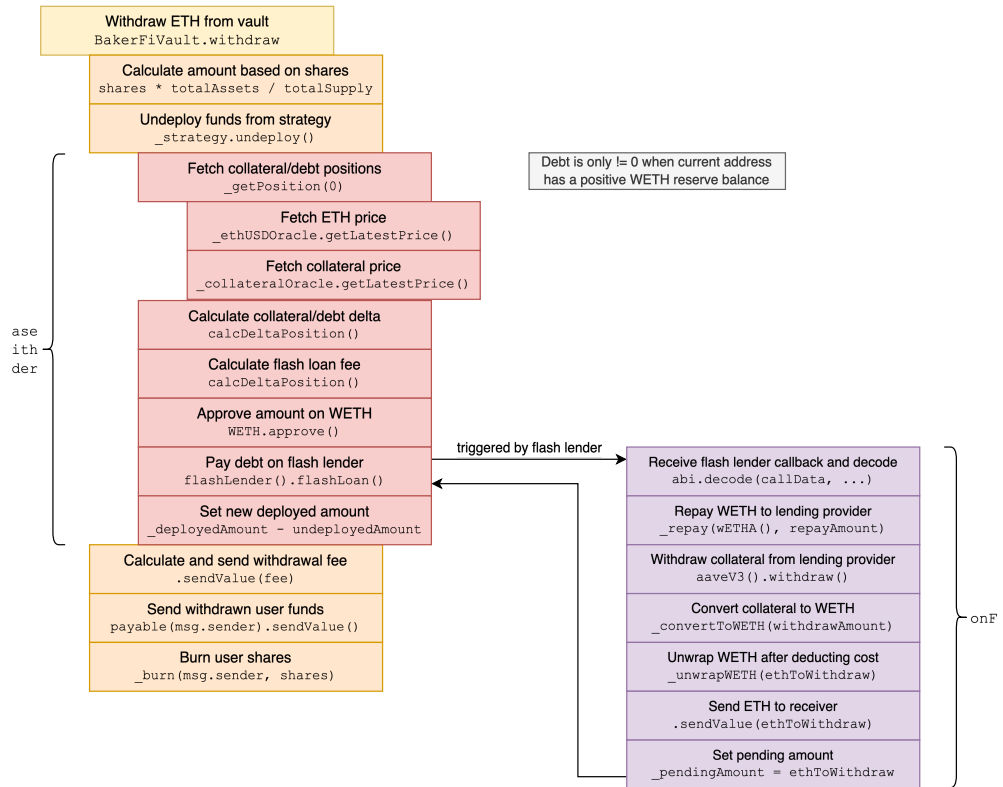 Withdraw ETH from vault
BakerFiVault.withdraw
Calculate amount based on shares
shares * totalAssets / totalSupply
Undeploy funds from strategy
_strategy.undeploy()
Fetch collateral/debt positions
_getPosition(0)
Debt is only != 0 when current address
has a positive WETH reserve balance
Fetch ETH price
_ethUSDOracle.getLatestPrice()
Fetch collateral price
_collateralOracle.getLatestPrice()
ase
ith
der
Calculate collateral/debt delta
calcDeltaPosition()
Calculate flash loan fee
calcDeltaPosition()
Approve amount on WETH
WETH.approve()
Pay debt on flash lender
flashLender().flashLoan()
triggered by flash lender
Set new deployed amount
_deployedAmount - undeployedAmount
Calculate and send withdrawal fee
.sendValue(fee)
Send withdrawn user funds
payable(msg.sender).sendValue()
Burn user shares
_burn(msg.sender, shares)
Receive flash lender callback and decode
abi.decode(callData, ...)
Repay WETH to lending provider
_repay(wETHA(), repayAmount)
Withdraw collateral from lending provider
aaveV3().withdraw()
Convert collateral to WETH
_convertToWETH(withdrawAmount)
Unwrap WETH after deducting cost
_unwrapWETH(ethToWithdraw)
Send ETH to receiver
.sendValue(ethToWithdraw)
Set pending amount
_pendingAmount = ethToWithdraw
onF